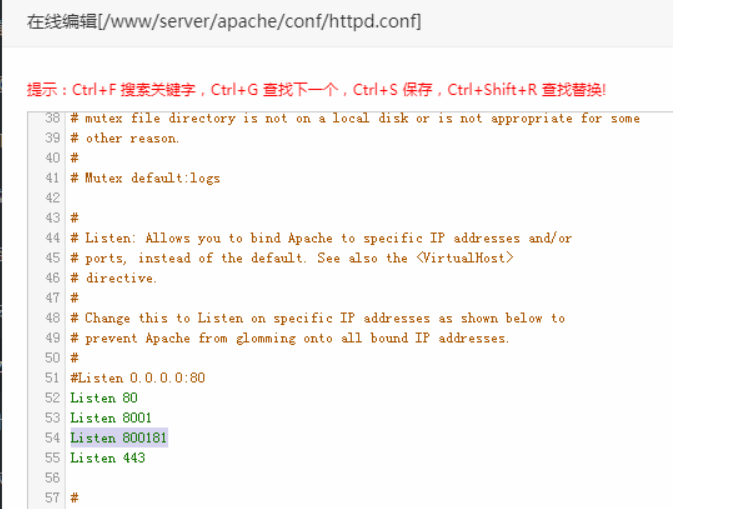 在线编辑[/www/server/apache/conf/httpd.conf]
提示：Ctrl+F 搜索关键字，Ctrl+G 查找下一个，Ctrl+S 保存，Ctrl+Shift+R 查找替换!
38 # mutex file directory is not on a local disk or is not appropriate for some
39 # other reason.
40 #
41 # Mutex default:logs
42
43 #
44 # Listen: Allows you to bind Apache to specific IP addresses and/or
45 # ports, instead of the default. See also the <VirtualHost>
46 # directive.
47 #
48 # Change this to Listen on specific IP addresses as shown below to
49 # prevent Apache from glomming onto all bound IP addresses.
50 #
51 #Listen 0.0.0.0:80
52 Listen 80
53 Listen 8001
54 Listen 800181
55 Listen 443
56
57 #